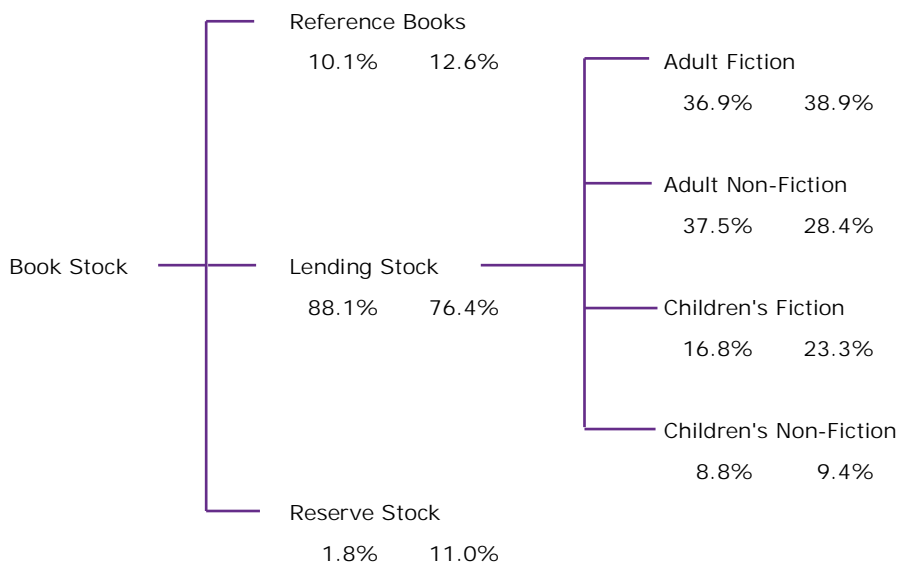 Reference Books
10.1% 12.6%
Adult Fiction
36.9% 38.9%
Adult Non-Fiction
37.5% 28.4%
Book Stock
Lending Stock
88.1% 76.4%
Children's Fiction
16.8% 23.3%
Children's Non-Fiction
8.8% 9.4%
Reserve Stock
1.8% 11.0%